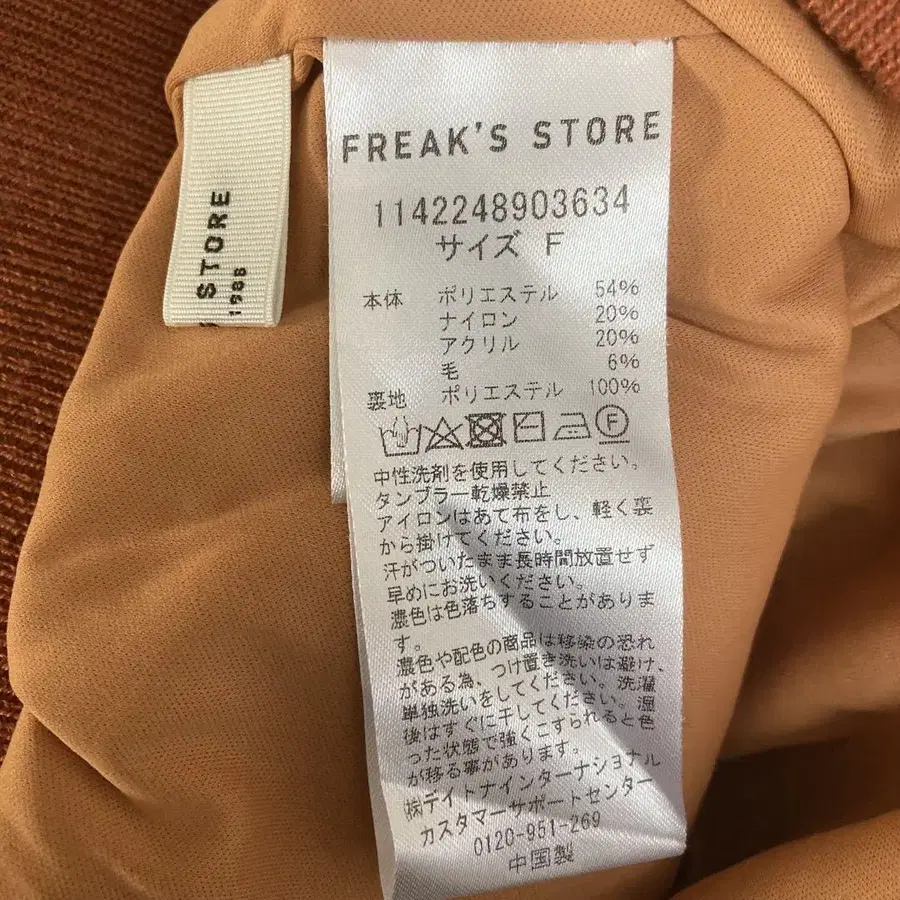 STORE
1988
FREAK'S STORE
1142248903634
サイズ F
本体 ポリエステル 54%
ナイロン 20%
アクリル 20%
毛 6%
裏地 ポリエステル 100%
F
中性洗剤を使用してください。
タンブラー乾燥禁止
アイロンはあて布をし、軽く裏
から掛けてください。
汗がついたまま長時間放置せず
早めにお洗いください。
濃色は色落ちすることがありま
す。
濃色や配色の商品は移染の恐れ
がある為、つけ置き洗いは避け、
単独洗いをしてください。洗濯
後はすぐに干してください。湿
った状態で強くこすられると色
が移る事があります。
㈱デイトナインターナショナル
カスタマーサポートセンター
0120-951-269
中国製